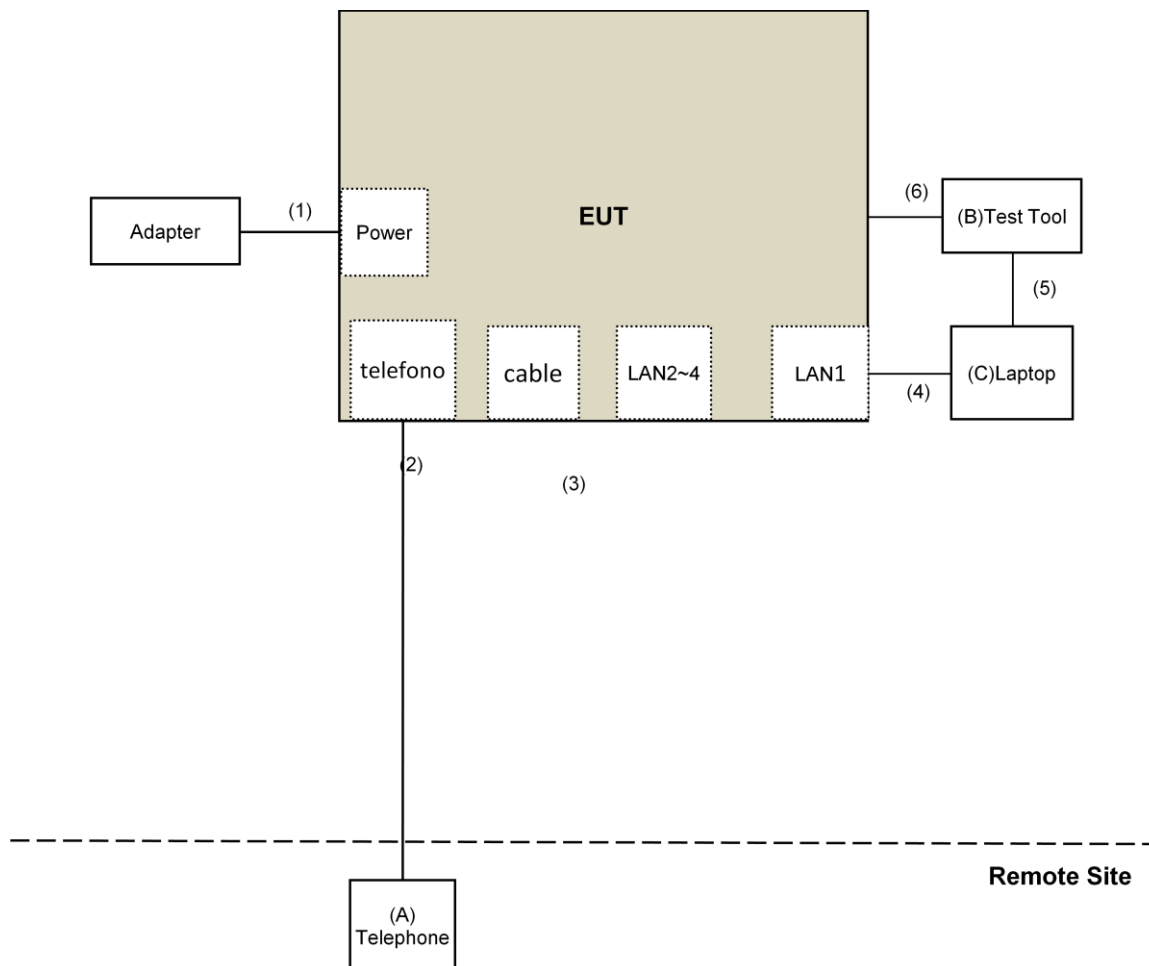 EUT
(6)
(B)Test Tool
Adapter
(1)
Power
(5)
telefono
cable
LAN2~4
LAN1
(4)
(C)Laptop
(2)
(3)
Remote Site
(A)
Telephone